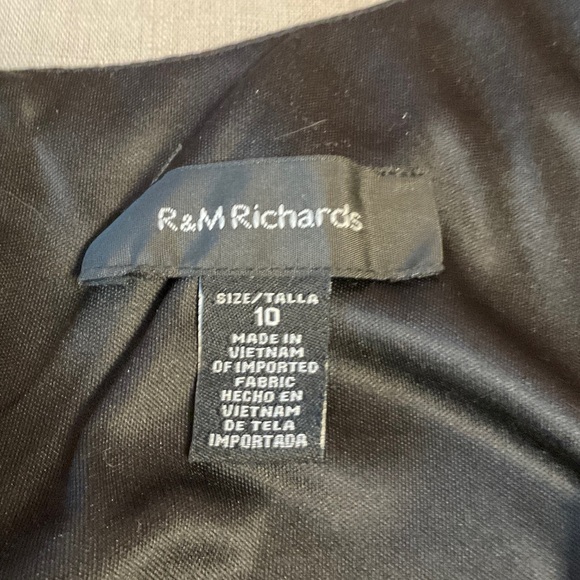 R&M Richards
SIZE/TALLA
10
MADE IN
VIETNAM
OF IMPORTED
FABRIC
HECHO EN
VIETNAM
DE TELA
IMPORTADA